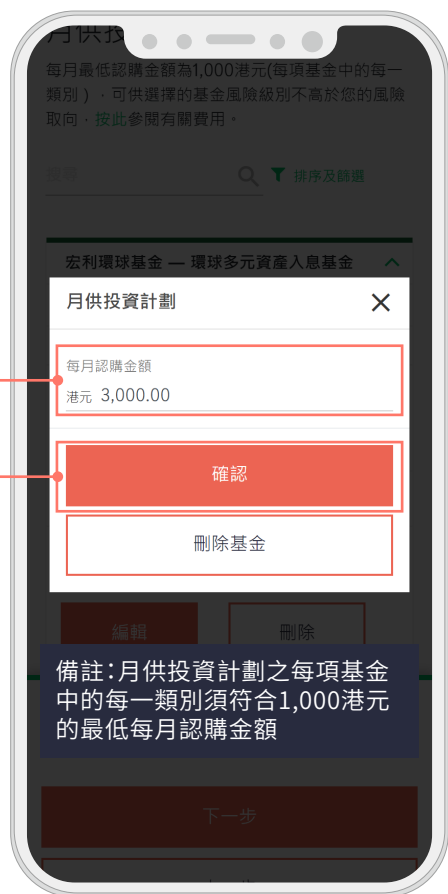 月供投
每月最低認購金額為1,000港元(每項基金中的每一
類別），可供選擇的基金風險級別不高於您的風險
取向，按此參閱有關費用。
排序及篩選
宏利環球基金 — 環球多元資產入息基金
月供投資計劃
每月認購金額
港元 3,000.00
確認
刪除基金
編輯
刪除
備註：月供投資計劃之每項基金
中的每一類別須符合1,000港元
的最低每月認購金額
下一步